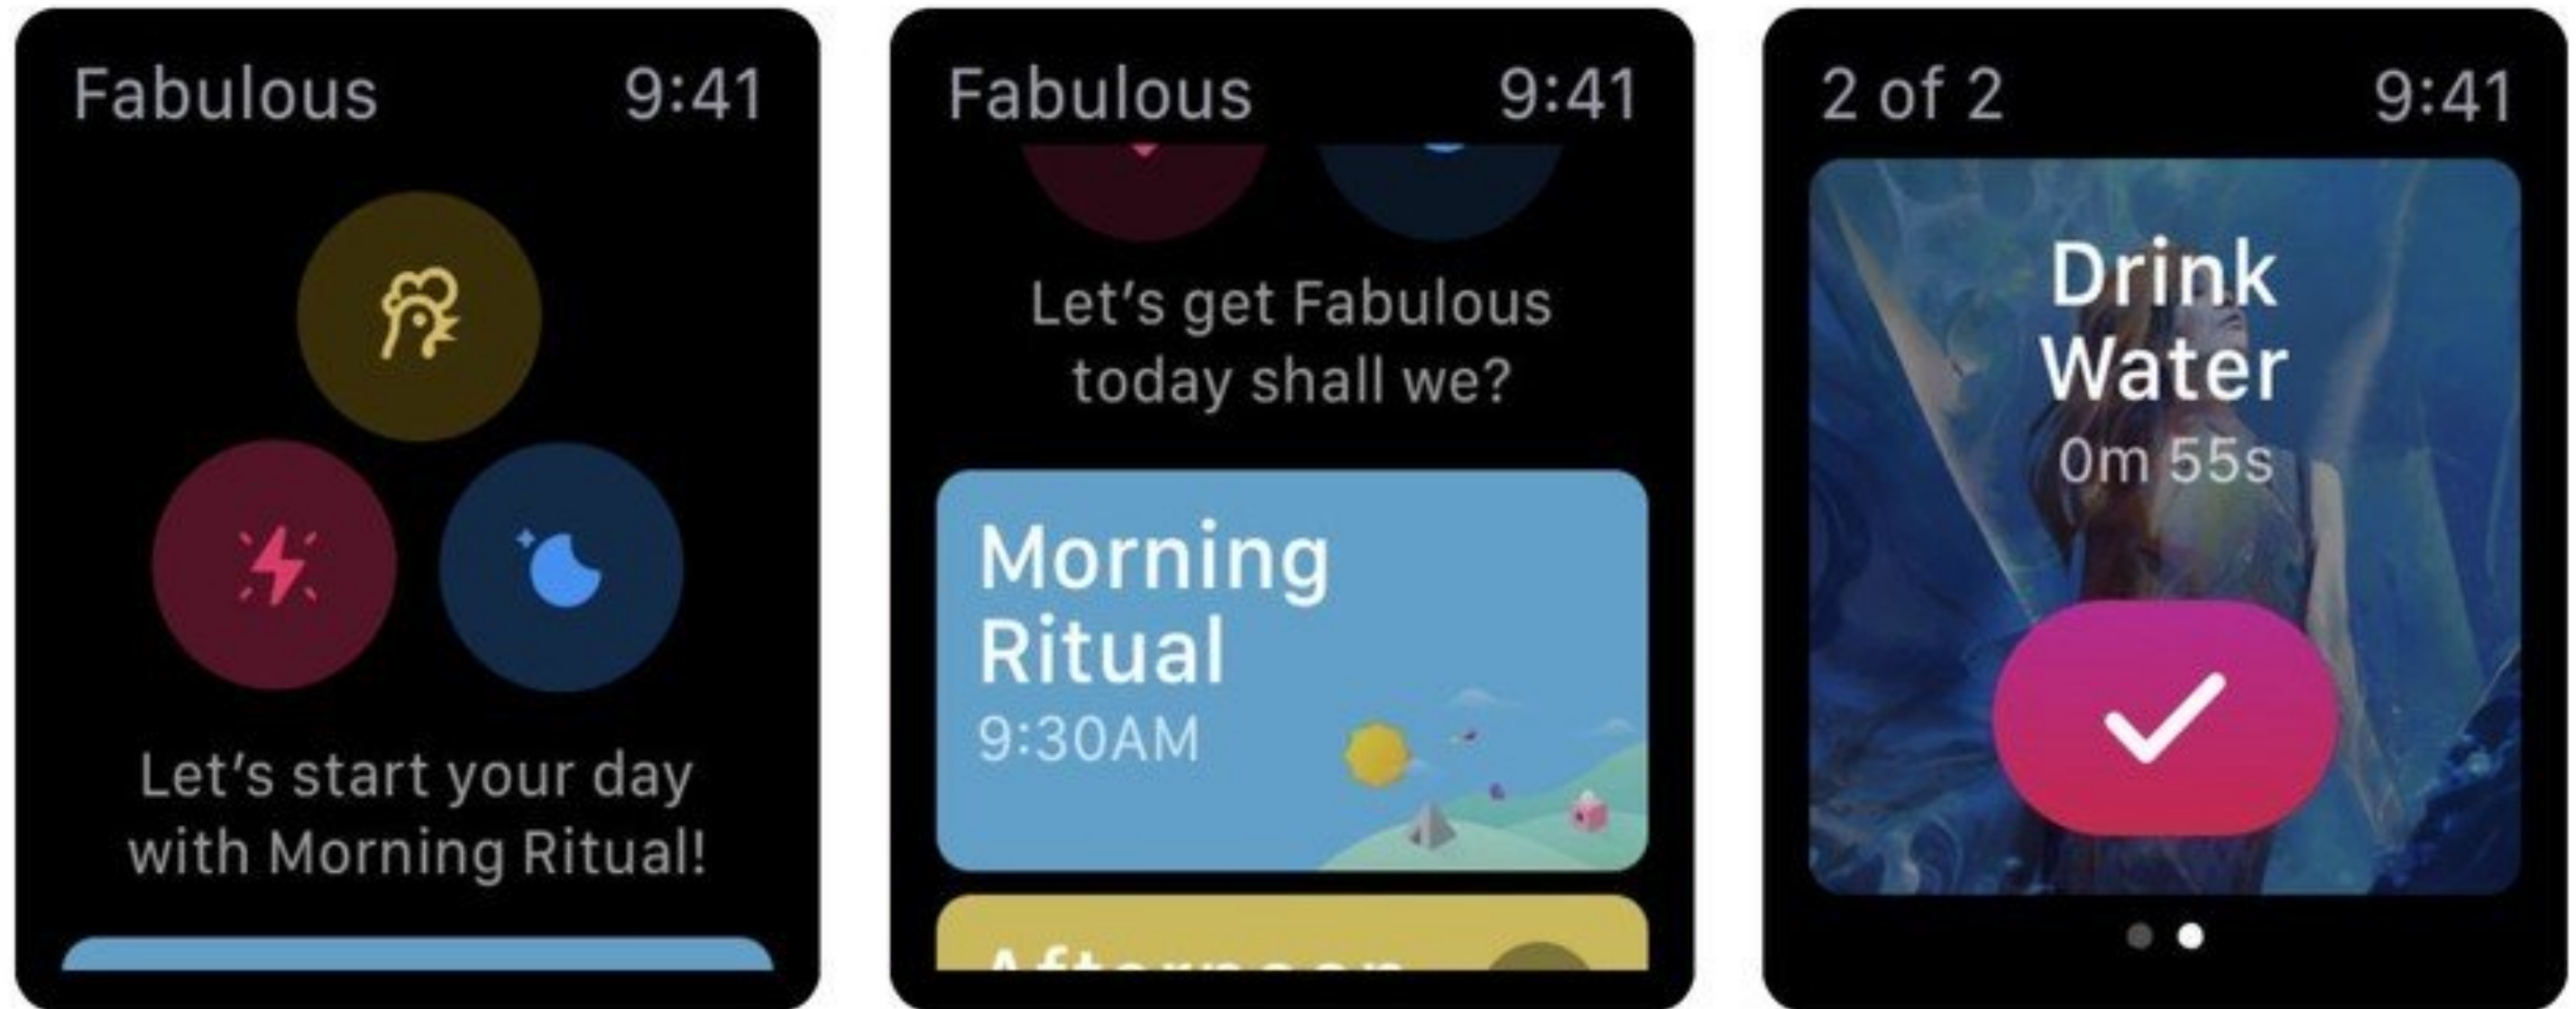 Fabulous 9:41
Let’s start your day
with Morning Ritual!
Fabulous 9:41
Let’s get Fabulous
today shall we?
Morning
Ritual
9:30AM
Afternoon
2 of 2 9:41
Drink
Water
0m 55s